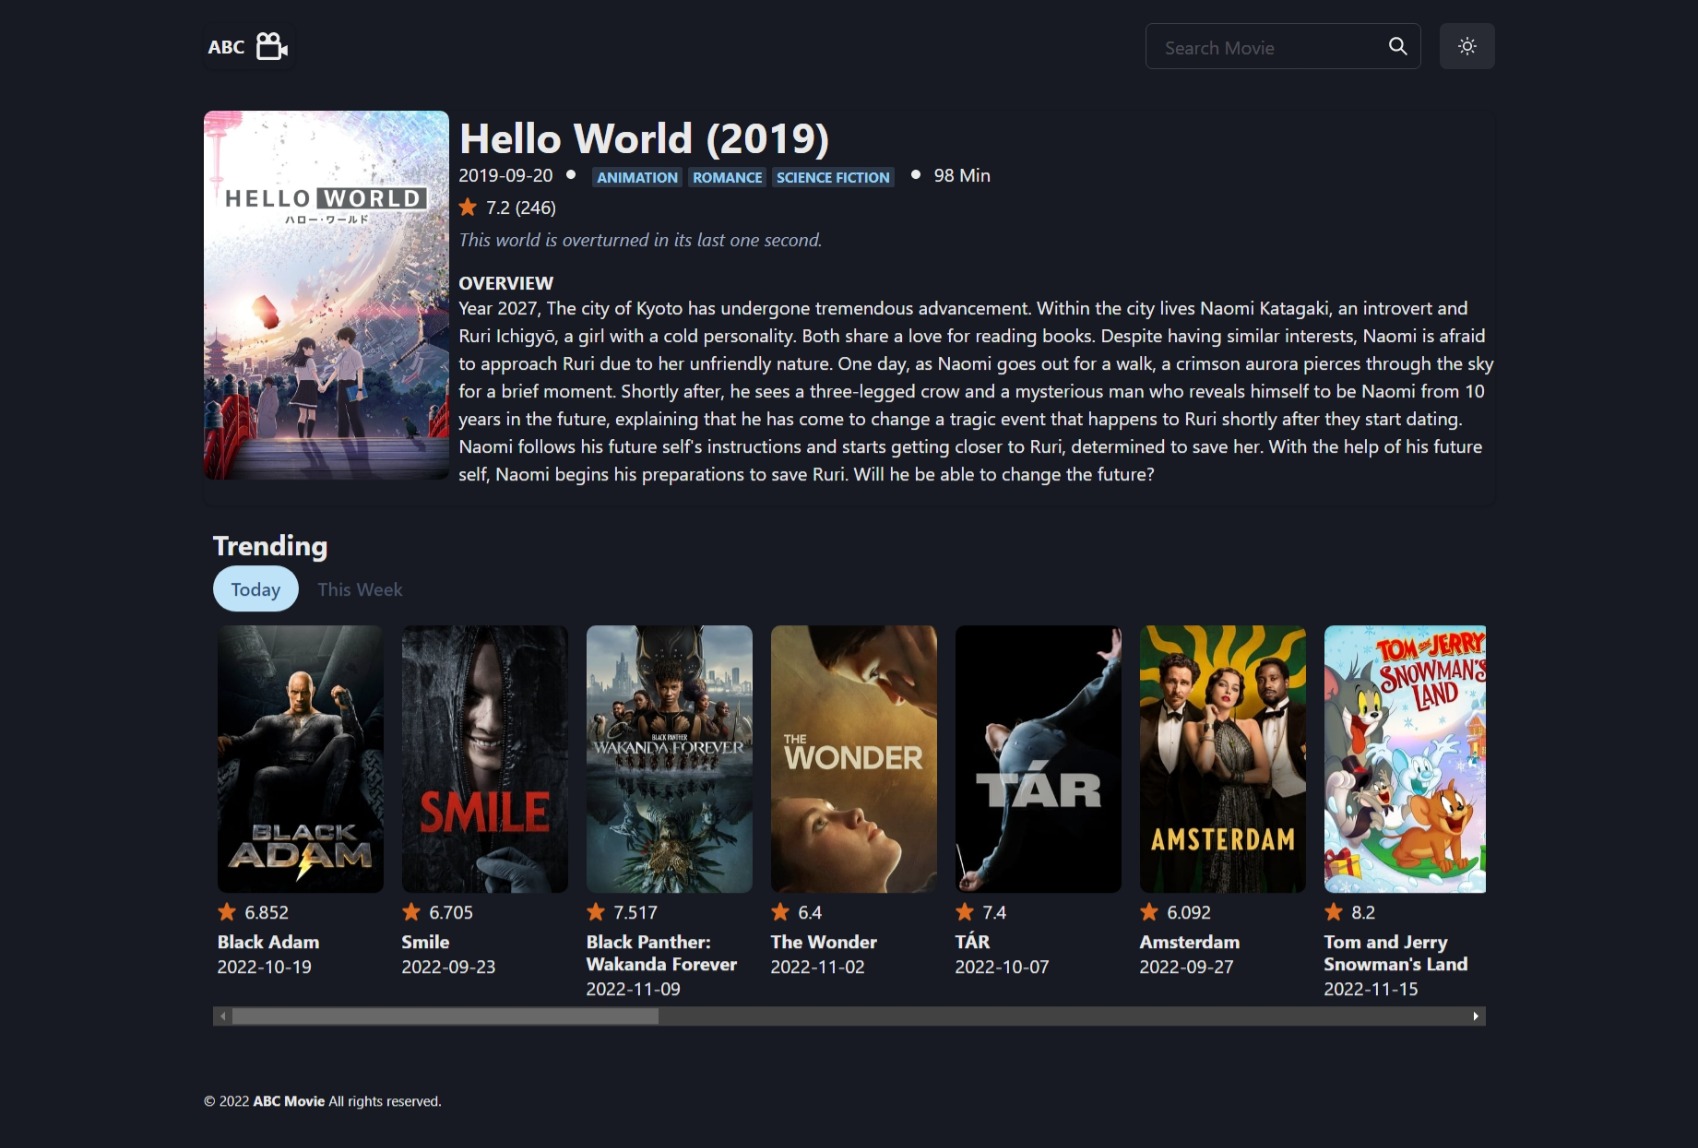 ABC
Search Movie
HELLO WORLD
ハロー・ワールド
Hello World (2019)
2019-09-20 ● ANIMATION ROMANCE SCIENCE FICTION ● 98 Min
7.2 (246)
This world is overturned in its last one second.
OVERVIEW
Year 2027, The city of Kyoto has undergone tremendous advancement. Within the city lives Naomi Katagaki, an introvert and
Ruri Ichigyō, a girl with a cold personality. Both share a love for reading books. Despite having similar interests, Naomi is afraid
to approach Ruri due to her unfriendly nature. One day, as Naomi goes out for a walk, a crimson aurora pierces through the sky
for a brief moment. Shortly after, he sees a three-legged crow and a mysterious man who reveals himself to be Naomi from 10
years in the future, explaining that he has come to change a tragic event that happens to Ruri shortly after they start dating.
Naomi follows his future self's instructions and starts getting closer to Ruri, determined to save her. With the help of his future
self, Naomi begins his preparations to save Ruri. Will he be able to change the future?
Trending
Today
This Week
BLACK
ADAM
6.852
Black Adam
2022-10-19
SMILE
6.705
Smile
2022-09-23
BLACK PANTHER
WAKANDA FOREVER
7.517
Black Panther:
Wakanda Forever
2022-11-09
THE
WONDER
6.4
The Wonder
2022-11-02
TÁR
7.4
TÁR
2022-10-07
AMSTERDAM
6.092
Amsterdam
2022-09-27
TOM AND JERRY
SNOWMAN'S
LAND
8.2
Tom and Jerry
Snowman's Land
2022-11-15
© 2022 ABC Movie All rights reserved.